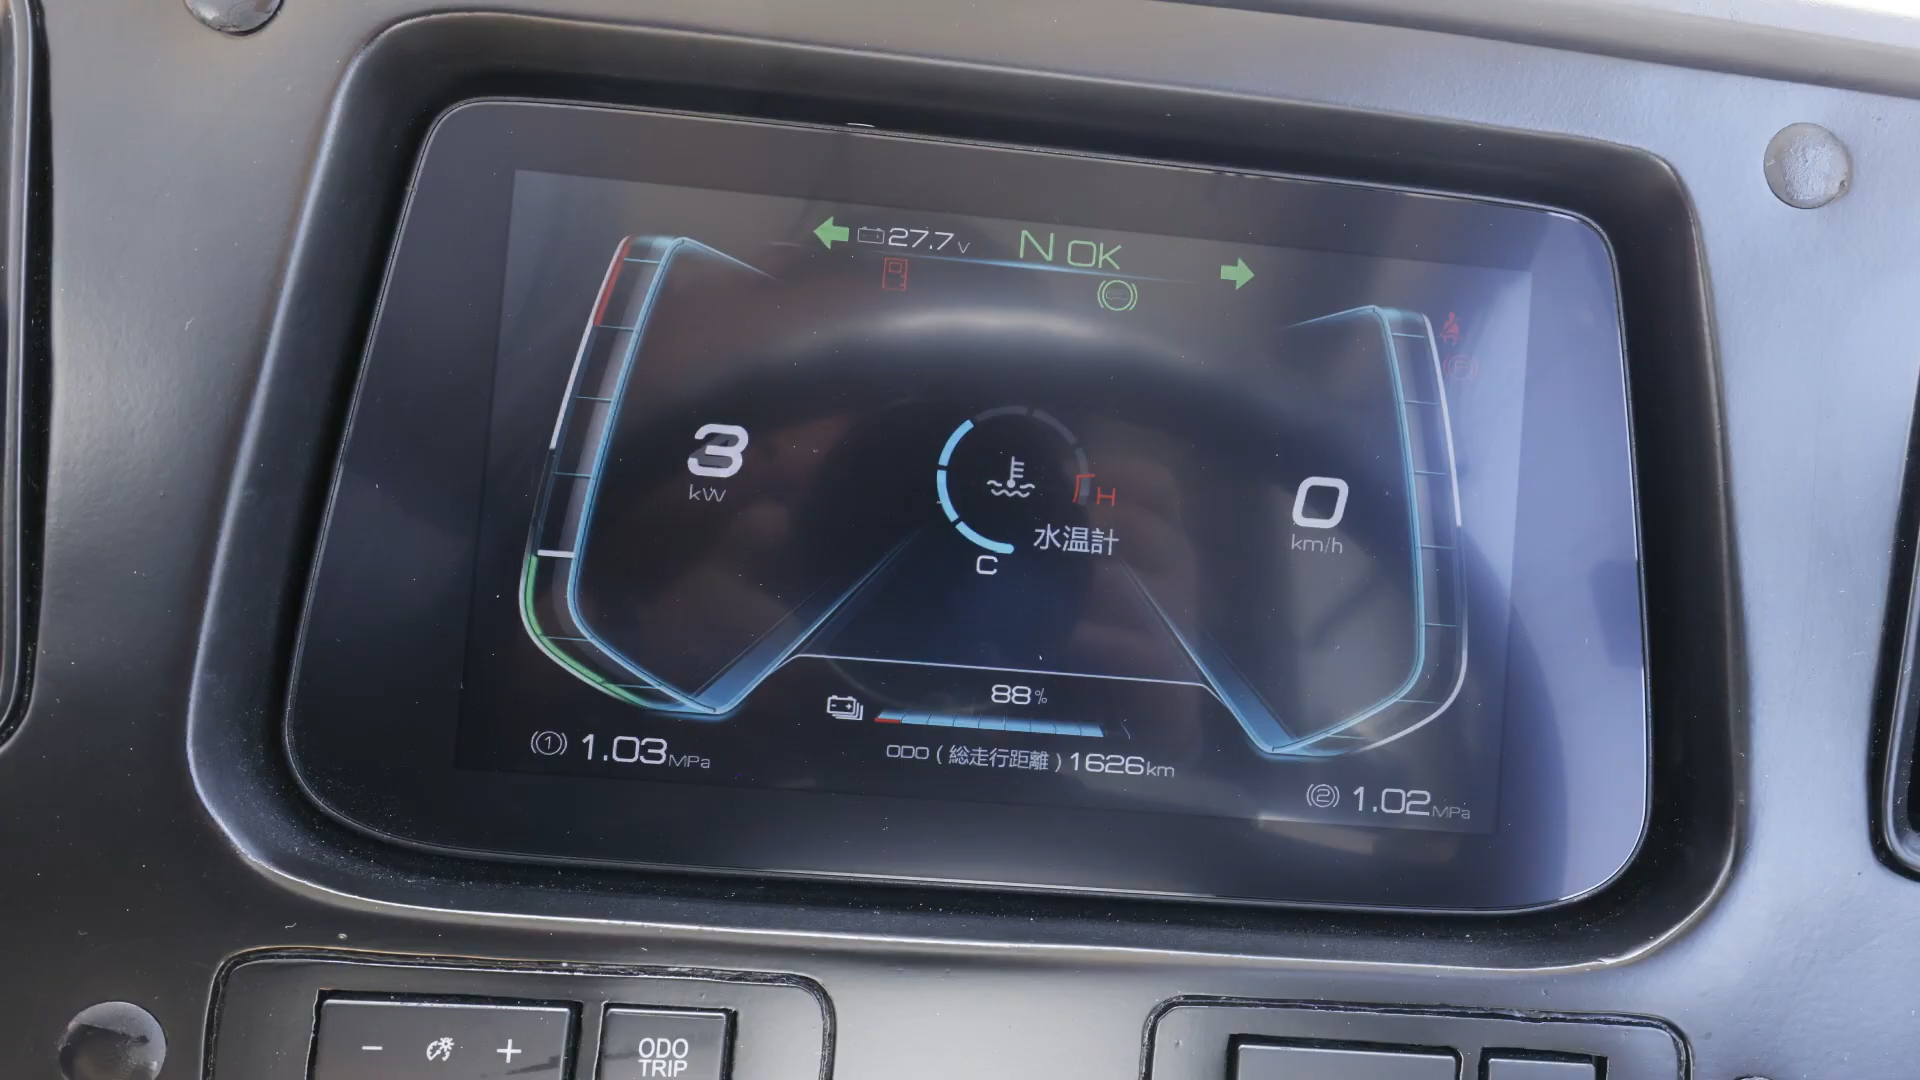 27.7 V
N OK
3
kW
0
km/h
H
水温計
C
88%
ODO ( 総走行距離 ) 1626km
(1) 1.03MPa
(2) 1.02MPa
− +
ODO
TRIP